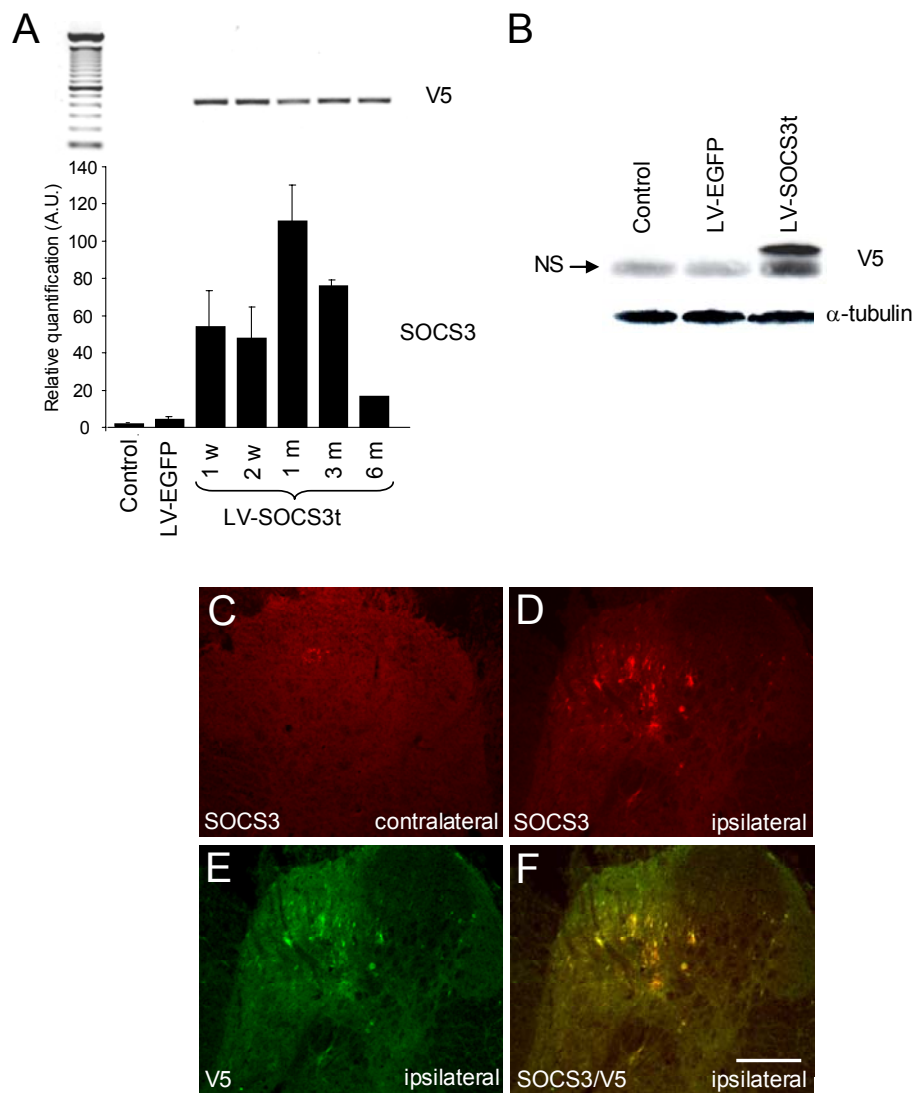 A
V5
140
120
100
80
60
40
20
0
Relative quantification (A.U.)
SOCS3
Control
LV-EGFP
1 w
2 w
1 m
3 m
6 m
LV-SOCS3t
B
Control
LV-EGFP
LV-SOCS3t
NS
V5
α-tubulin
C
SOCS3 contralateral
D
SOCS3 ipsilateral
E
V5 ipsilateral
F
SOCS3/V5 ipsilateral